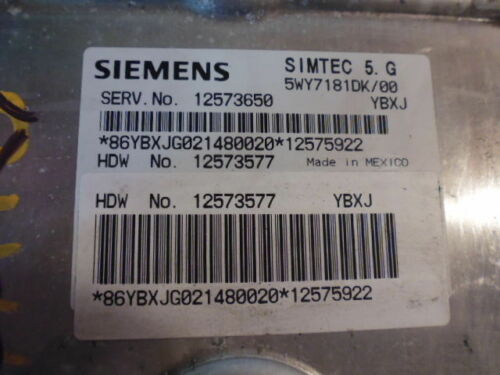 SIEMENS SIMTEC 5.G
5WY7181DK/00
SERV.No. 12573650 YBXJ
*86YBXJG021480020*12575922
HDW No. 12573577 Made in MEXICO
HDW No. 12573577 YBXJ
*86YBXJG021480020*12575922